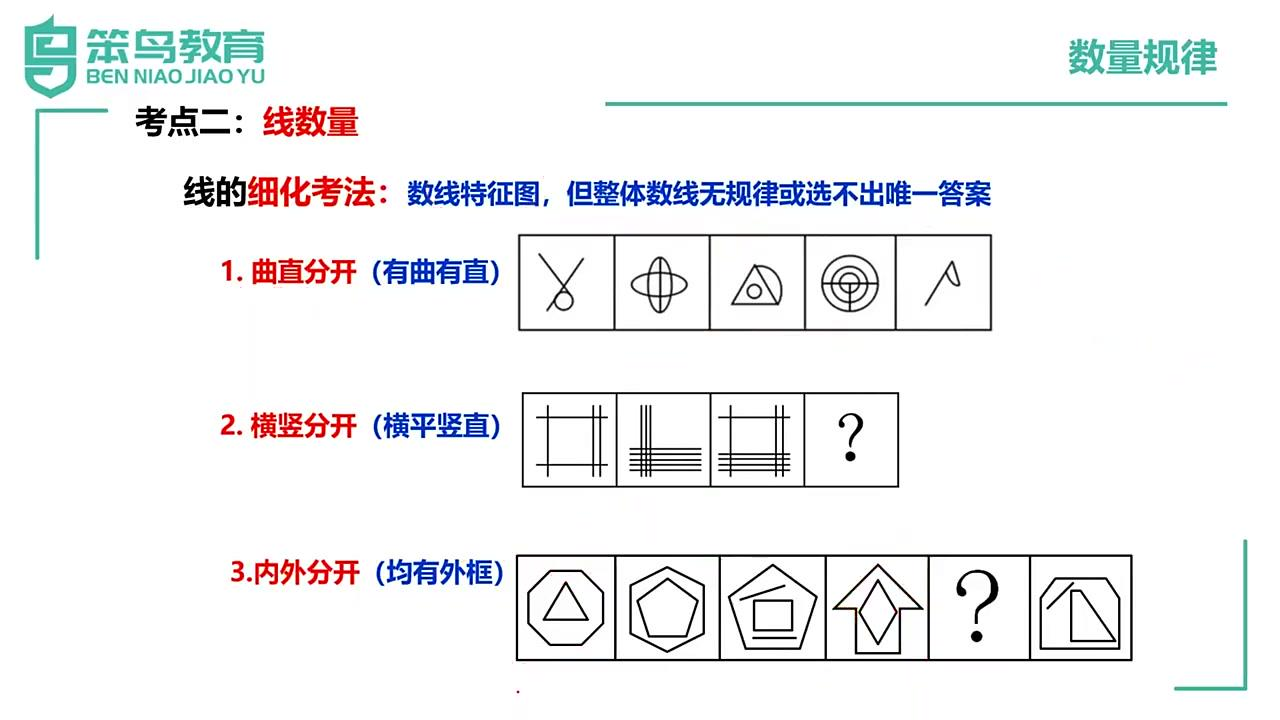 笨鸟教育
BEN NIAO JIAO YU
数量规律
考点二：线数量
线的细化考法：数线特征图，但整体数线无规律或选不出唯一答案
1. 曲直分开（有曲有直）
2. 横竖分开（横平竖直）
?
3.内外分开（均有外框）
?